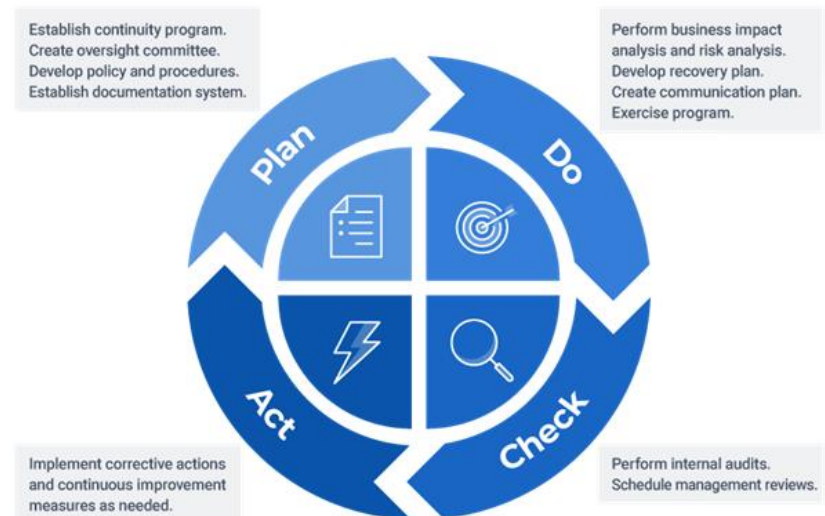 Establish continuity program.
Create oversight committee.
Develop policy and procedures.
Establish documentation system.
Perform business impact
analysis and risk analysis.
Develop recovery plan.
Create communication plan.
Exercise program.
Plan
Do
Act
Check
Implement corrective actions
and continuous improvement
measures as needed.
Perform internal audits.
Schedule management reviews.